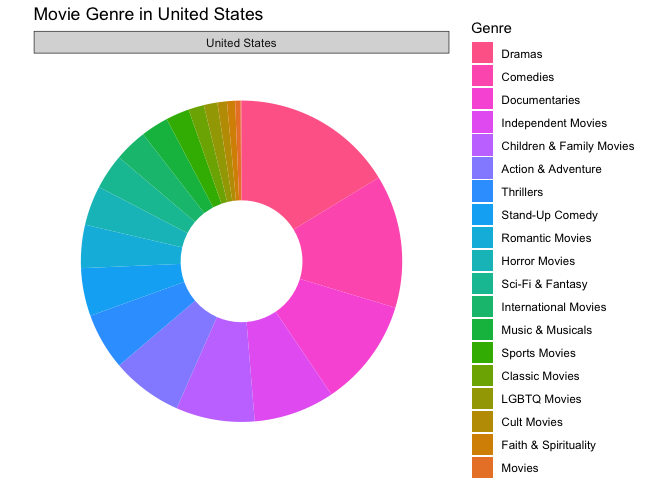 Movie Genre in United States
United States
Genre
Dramas
Comedies
Documentaries
Independent Movies
Children & Family Movies
Action & Adventure
Thrillers
Stand-Up Comedy
Romantic Movies
Horror Movies
Sci-Fi & Fantasy
International Movies
Music & Musicals
Sports Movies
Classic Movies
LGBTQ Movies
Cult Movies
Faith & Spirituality
Movies